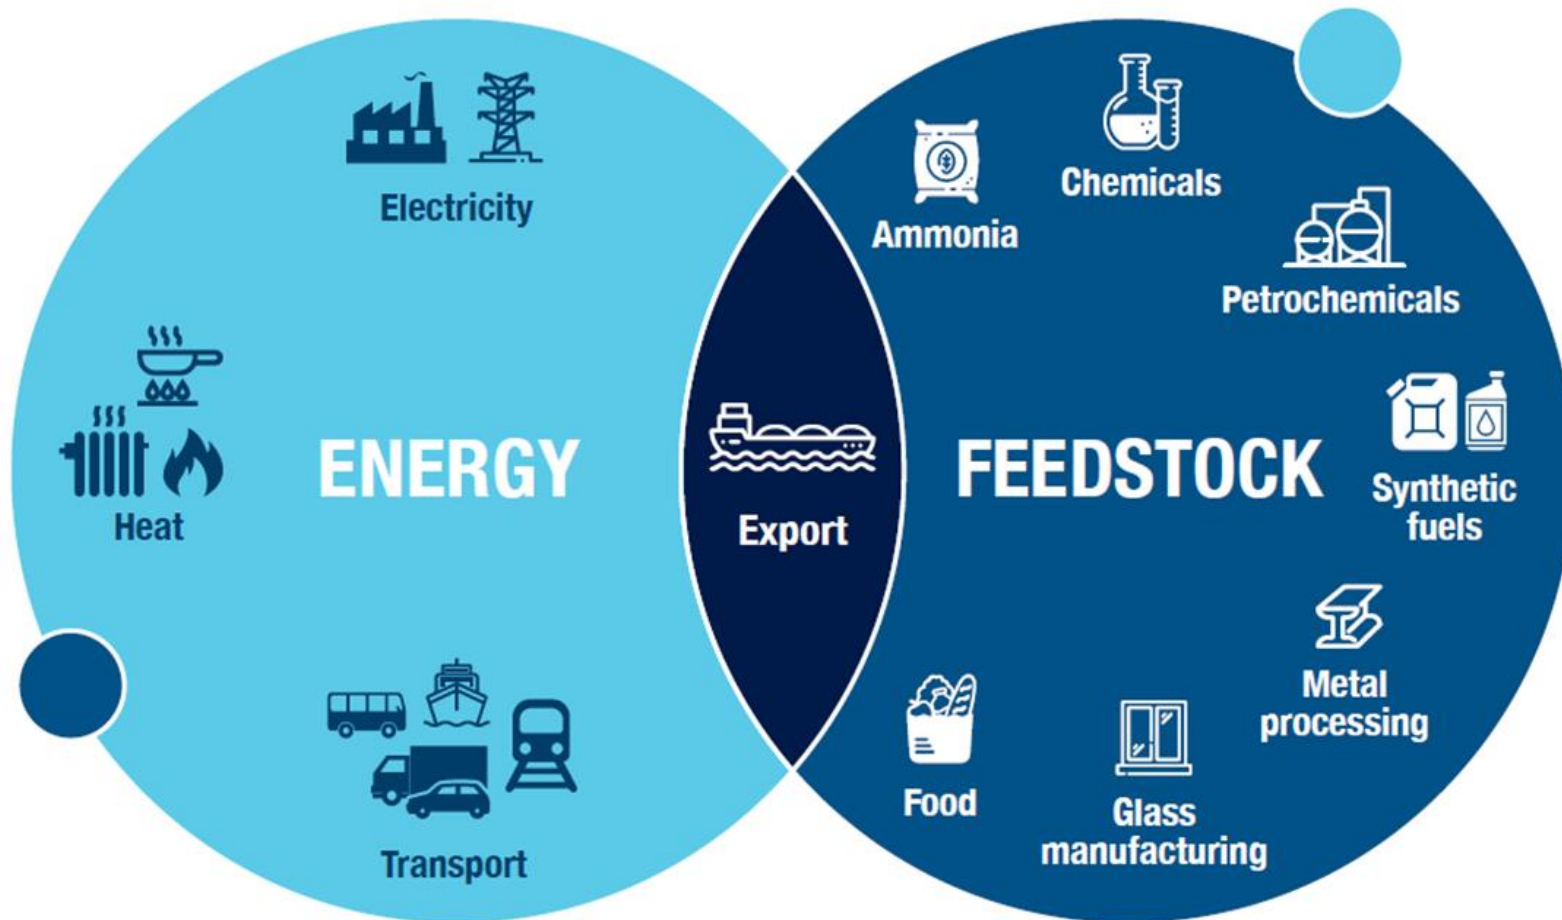 Electricity
Heat
ENERGY
Transport
Export
Ammonia
Chemicals
Petrochemicals
FEEDSTOCK
Synthetic
fuels
Metal
processing
Glass
manufacturing
Food